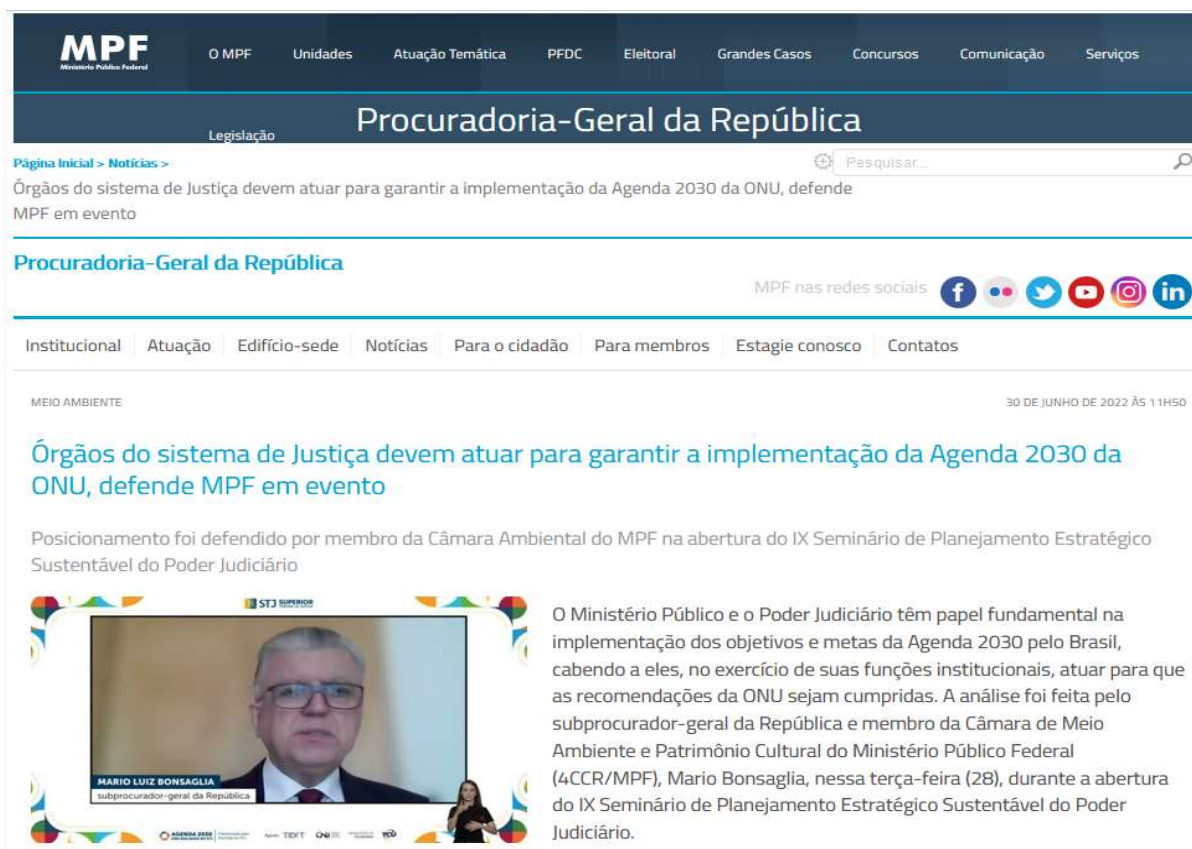 MPF
Ministério Público Federal
O MPF Unidades Atuação Temática PFDC Eleitoral Grandes Casos Concursos Comunicação Serviços
Legislação
Procuradoria-Geral da República
Página Inicial > Notícias >
Pesquisar...
Órgãos do sistema de Justiça devem atuar para garantir a implementação da Agenda 2030 da ONU, defende
MPF em evento
Procuradoria-Geral da República
MPF nas redes sociais
Institucional Atuação Edifício-sede Notícias Para o cidadão Para membros Estagie conosco Contatos
MEIO AMBIENTE
30 DE JUNHO DE 2022 ÀS 11H50
Órgãos do sistema de Justiça devem atuar para garantir a implementação da Agenda 2030 da
ONU, defende MPF em evento
Posicionamento foi defendido por membro da Câmara Ambiental do MPF na abertura do IX Seminário de Planejamento Estratégico
Sustentável do Poder Judiciário
STJ SUPERIOR
MARIO LUIZ BONSAGLIA
subprocurador-geral da República
AGENDA 2030
Apoio: TJDFT CNJ TCU
O Ministério Público e o Poder Judiciário têm papel fundamental na
implementação dos objetivos e metas da Agenda 2030 pelo Brasil,
cabendo a eles, no exercício de suas funções institucionais, atuar para que
as recomendações da ONU sejam cumpridas. A análise foi feita pelo
subprocurador-geral da República e membro da Câmara de Meio
Ambiente e Patrimônio Cultural do Ministério Público Federal
(4CCR/MPF), Mario Bonsaglia, nessa terça-feira (28), durante a abertura
do IX Seminário de Planejamento Estratégico Sustentável do Poder
Judiciário.